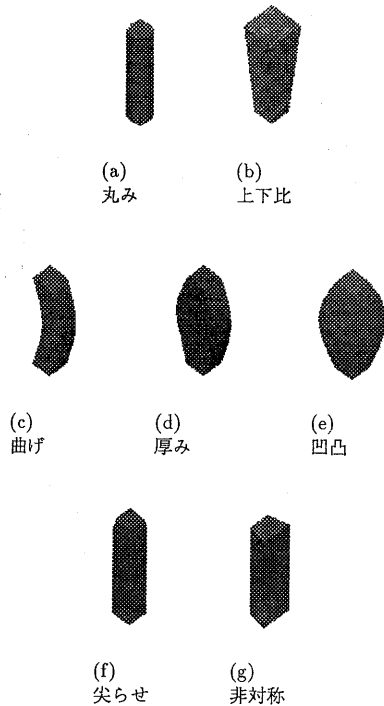 (a) (b)
丸み 上下比
(c) (d) (e)
曲げ 厚み 凹凸
(f) (g)
尖らせ 非対称